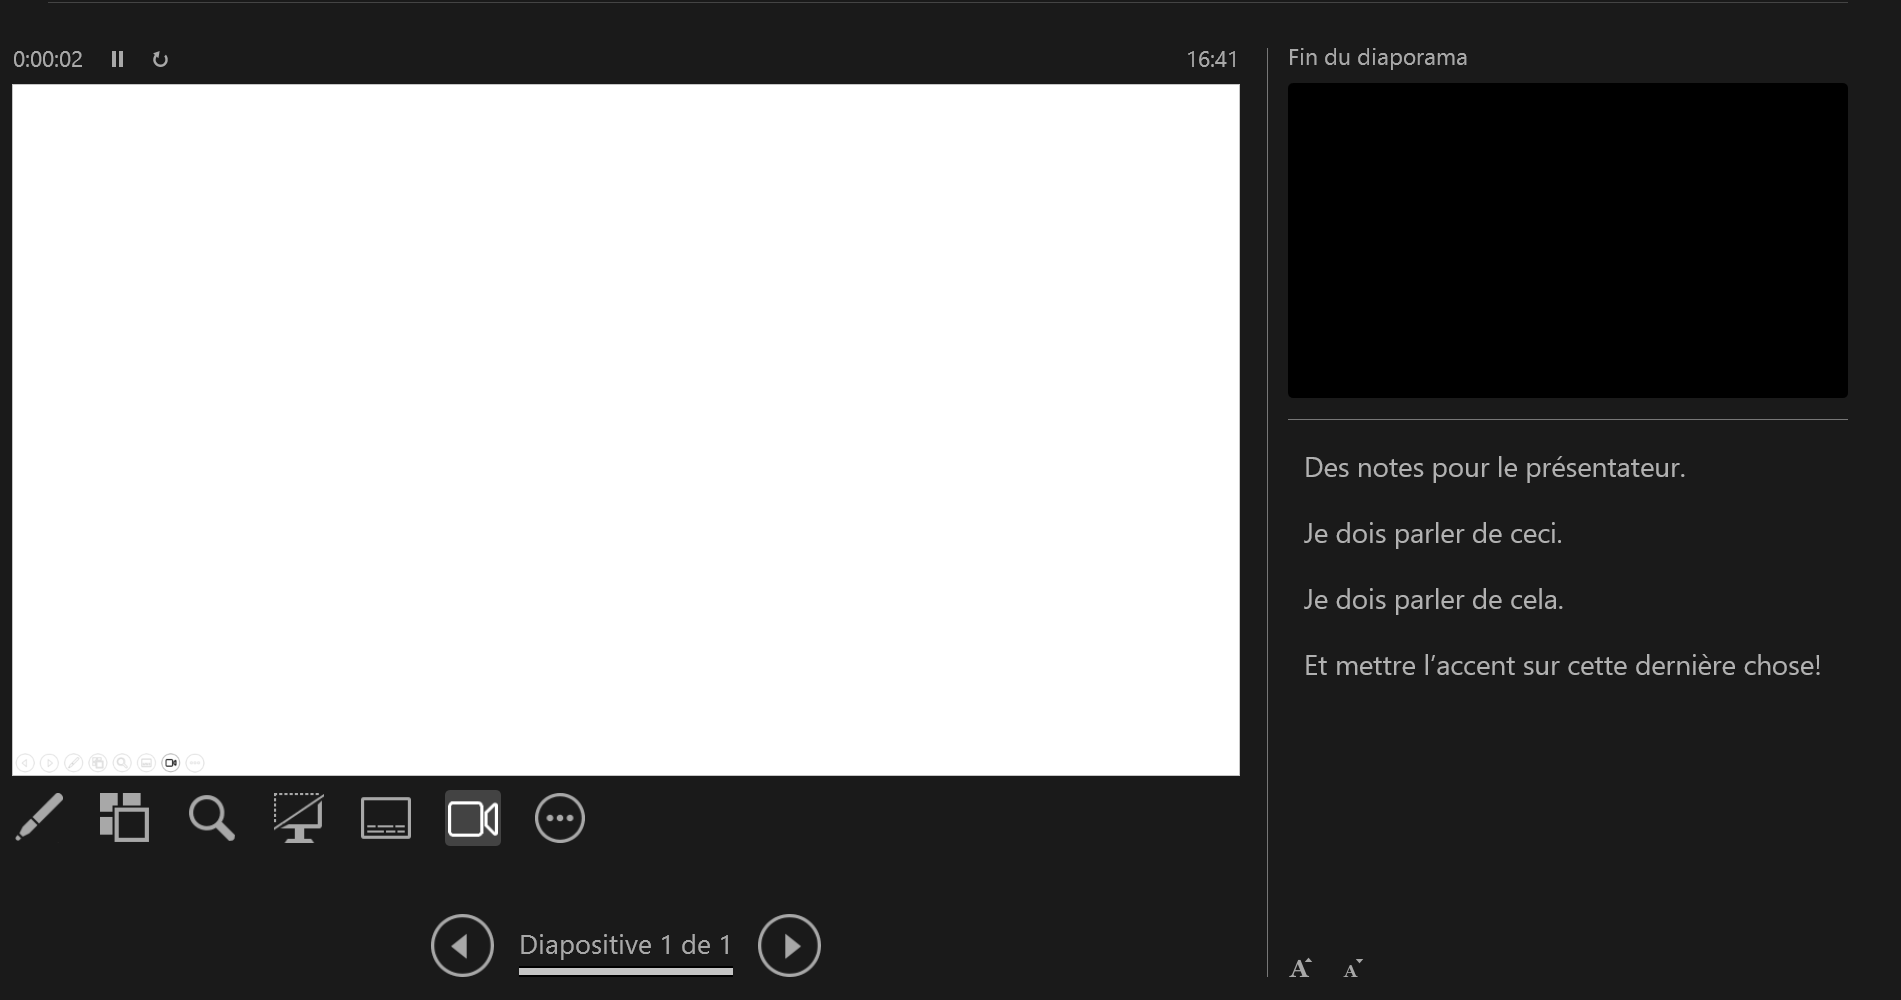 0:00:02
16:41
Fin du diaporama
Des notes pour le présentateur.
Je dois parler de ceci.
Je dois parler de cela.
Et mettre l’accent sur cette dernière chose!
Diapositive 1 de 1
A A